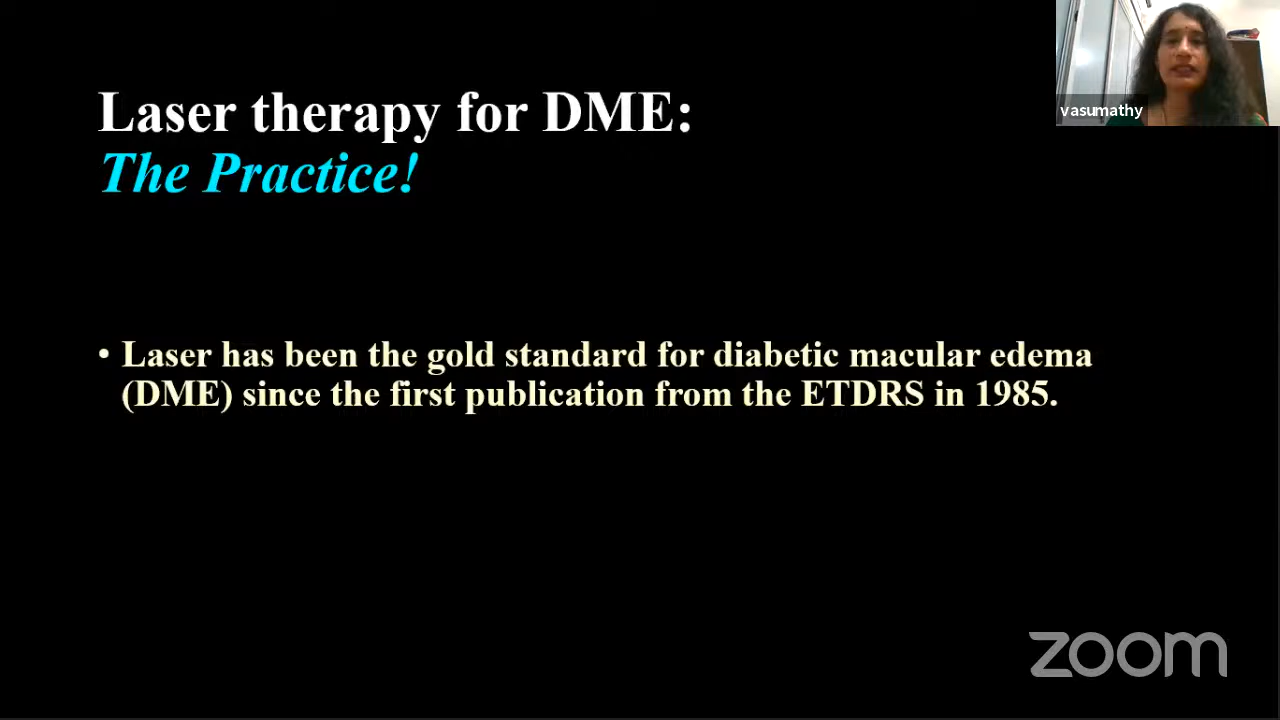 vasumathy
Laser therapy for DME:
The Practice!
• Laser has been the gold standard for diabetic macular edema
(DME) since the first publication from the ETDRS in 1985.
zoom